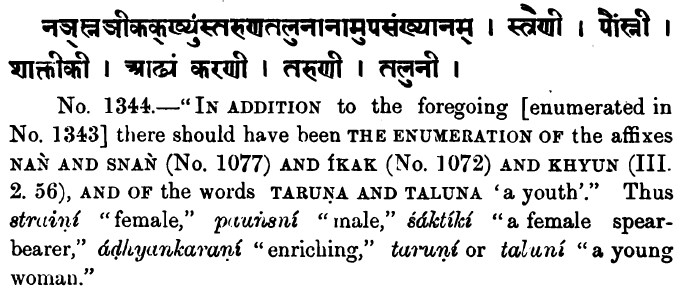 नञ्स्नञीकक्ख्युंस्तरुणतलुनानामुपसंख्यानम् । स्त्रैणी । पौंस्नी ।
शाक्तीकी । आढ्यं करणी । तरुणी । तलुनी ।
No. 1344.—“IN ADDITION to the foregoing [enumerated in
No. 1343] there should have been THE ENUMERATION OF the affixes
NAṄ AND SNAṄ (No. 1077) AND ÍKAK (No. 1072) AND KHYUN (III.
2. 56), AND OF the words TARUṆA AND TALUNA ‘a youth’.” Thus
straiṇí “female,” pauṅsní “male,” śáktíkí “a female spear-
bearer,” áḍhyankaraṇí “enriching,” taruṇí or taluní “a young
woman.”